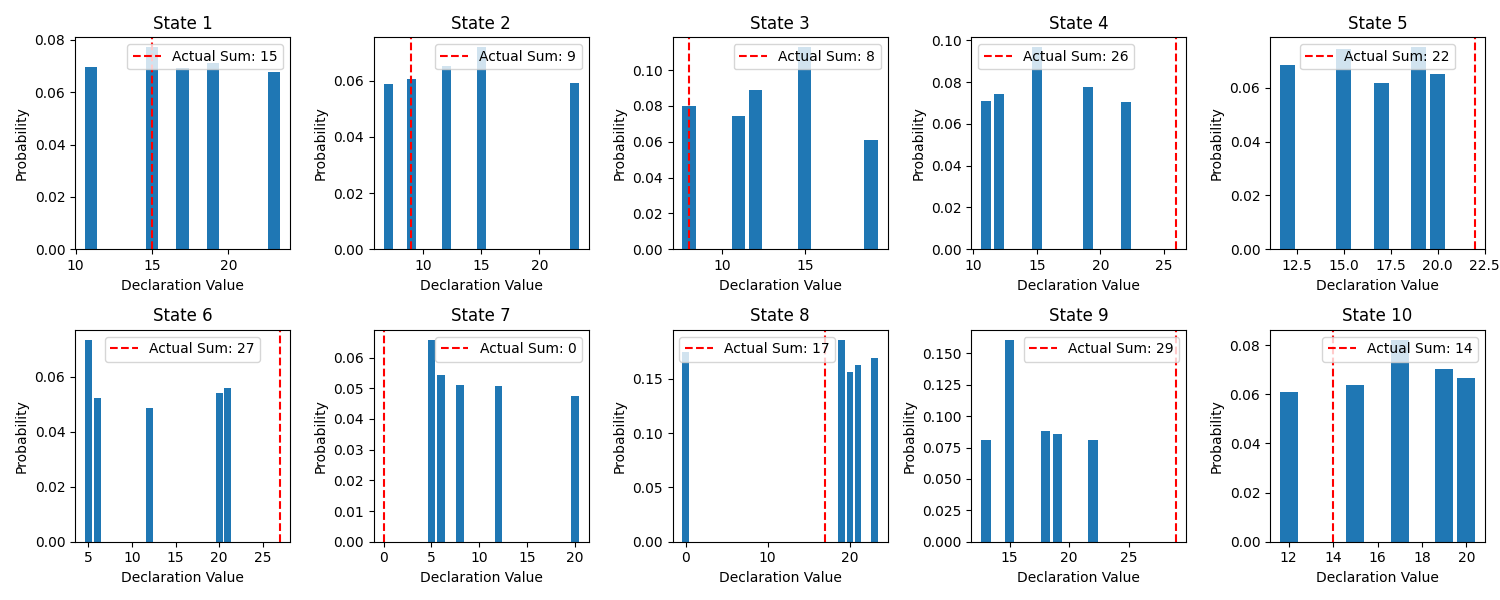 State 1
Actual Sum: 15
Probability
0.08
0.06
0.04
0.02
0.00
10 15 20
Declaration Value
State 2
Actual Sum: 9
Probability
0.06
0.04
0.02
0.00
10 15 20
Declaration Value
State 3
Actual Sum: 8
Probability
0.10
0.08
0.06
0.04
0.02
0.00
10 15
Declaration Value
State 4
Actual Sum: 26
Probability
0.10
0.08
0.06
0.04
0.02
0.00
10 15 20 25
Declaration Value
State 5
Actual Sum: 22
Probability
0.06
0.04
0.02
0.00
12.5 15.0 17.5 20.0 22.5
Declaration Value
State 6
Actual Sum: 27
Probability
0.06
0.04
0.02
0.00
5 10 15 20 25
Declaration Value
State 7
Actual Sum: 0
Probability
0.06
0.05
0.04
0.03
0.02
0.01
0.00
0 5 10 15 20
Declaration Value
State 8
Actual Sum: 17
Probability
0.15
0.10
0.05
0.00
0 10 20
Declaration Value
State 9
Actual Sum: 29
Probability
0.150
0.125
0.100
0.075
0.050
0.025
0.000
15 20 25
Declaration Value
State 10
Actual Sum: 14
Probability
0.08
0.06
0.04
0.02
0.00
12 14 16 18 20
Declaration Value